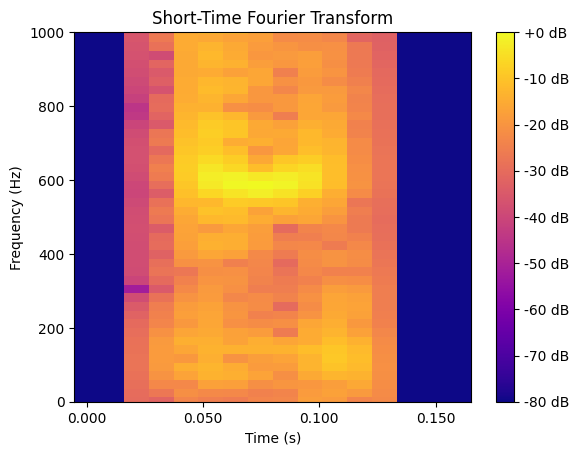 Short-Time Fourier Transform
Frequency (Hz)
1000
800
600
400
200
0
0.000
0.050
0.100
0.150
Time (s)
+0 dB
-10 dB
-20 dB
-30 dB
-40 dB
-50 dB
-60 dB
-70 dB
-80 dB